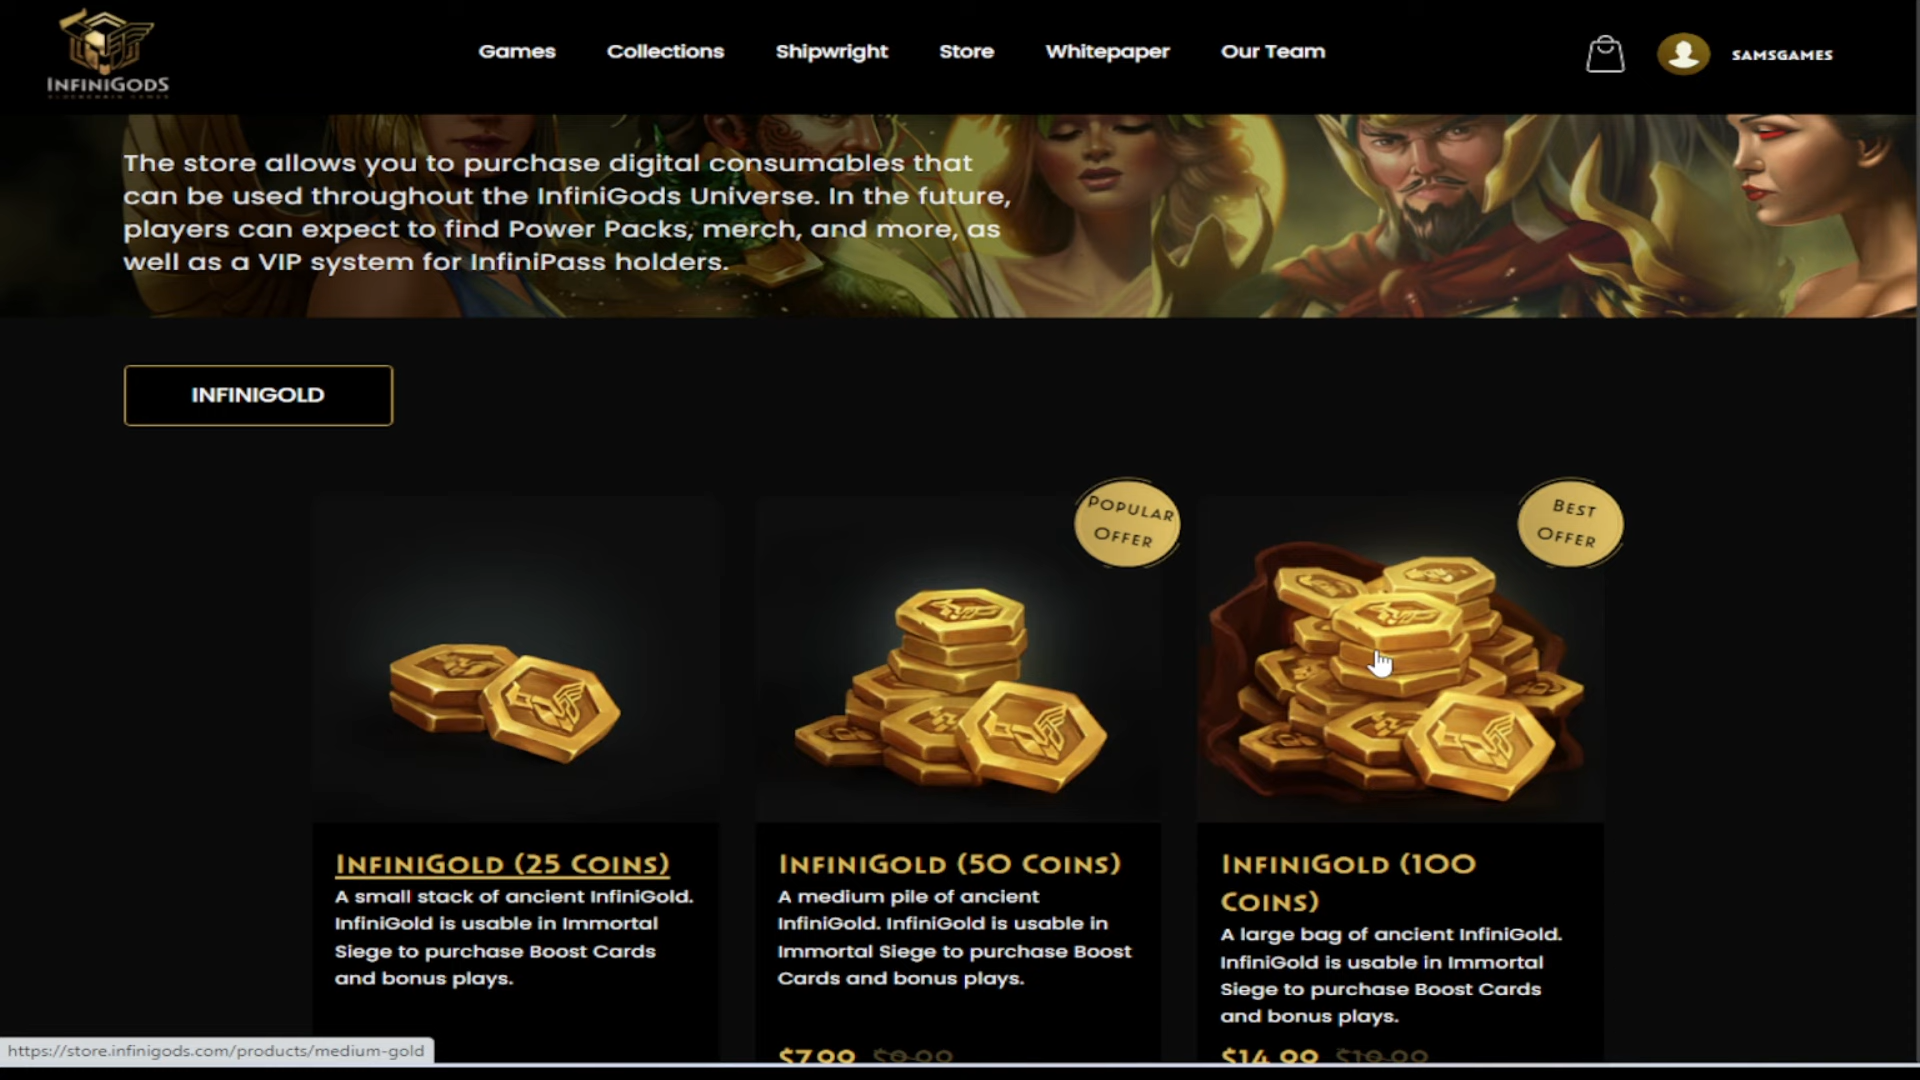 INFINIGODS
Games
Collections
Shipwright
Store
Whitepaper
Our Team
SAMSGAMES
The store allows you to purchase digital consumables that
can be used throughout the InfiniGods Universe. In the future,
players can expect to find Power Packs, merch, and more, as
well as a VIP system for InfiniPass holders.
INFINIGOLD
POPULAR
OFFER
BEST
OFFER
INFINIGOLD (25 COINS)
A small stack of ancient InfiniGold.
InfiniGold is usable in Immortal
Siege to purchase Boost Cards
and bonus plays.
INFINIGOLD (50 COINS)
A medium pile of ancient
InfiniGold. InfiniGold is usable in
Immortal Siege to purchase Boost
Cards and bonus plays.
$7.99 $9.99
INFINIGOLD (100
COINS)
A large bag of ancient InfiniGold.
InfiniGold is usable in Immortal
Siege to purchase Boost Cards
and bonus plays.
$14.99 $19.99
https://store.infinigods.com/products/medium-gold